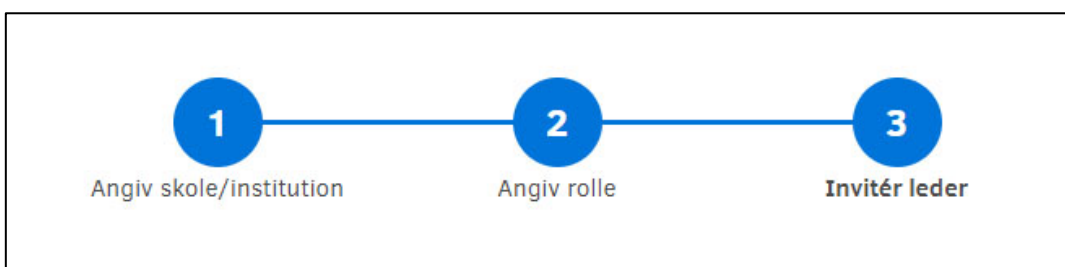 1
2
3
Angiv skole/institution
Angiv rolle
Invitér leder